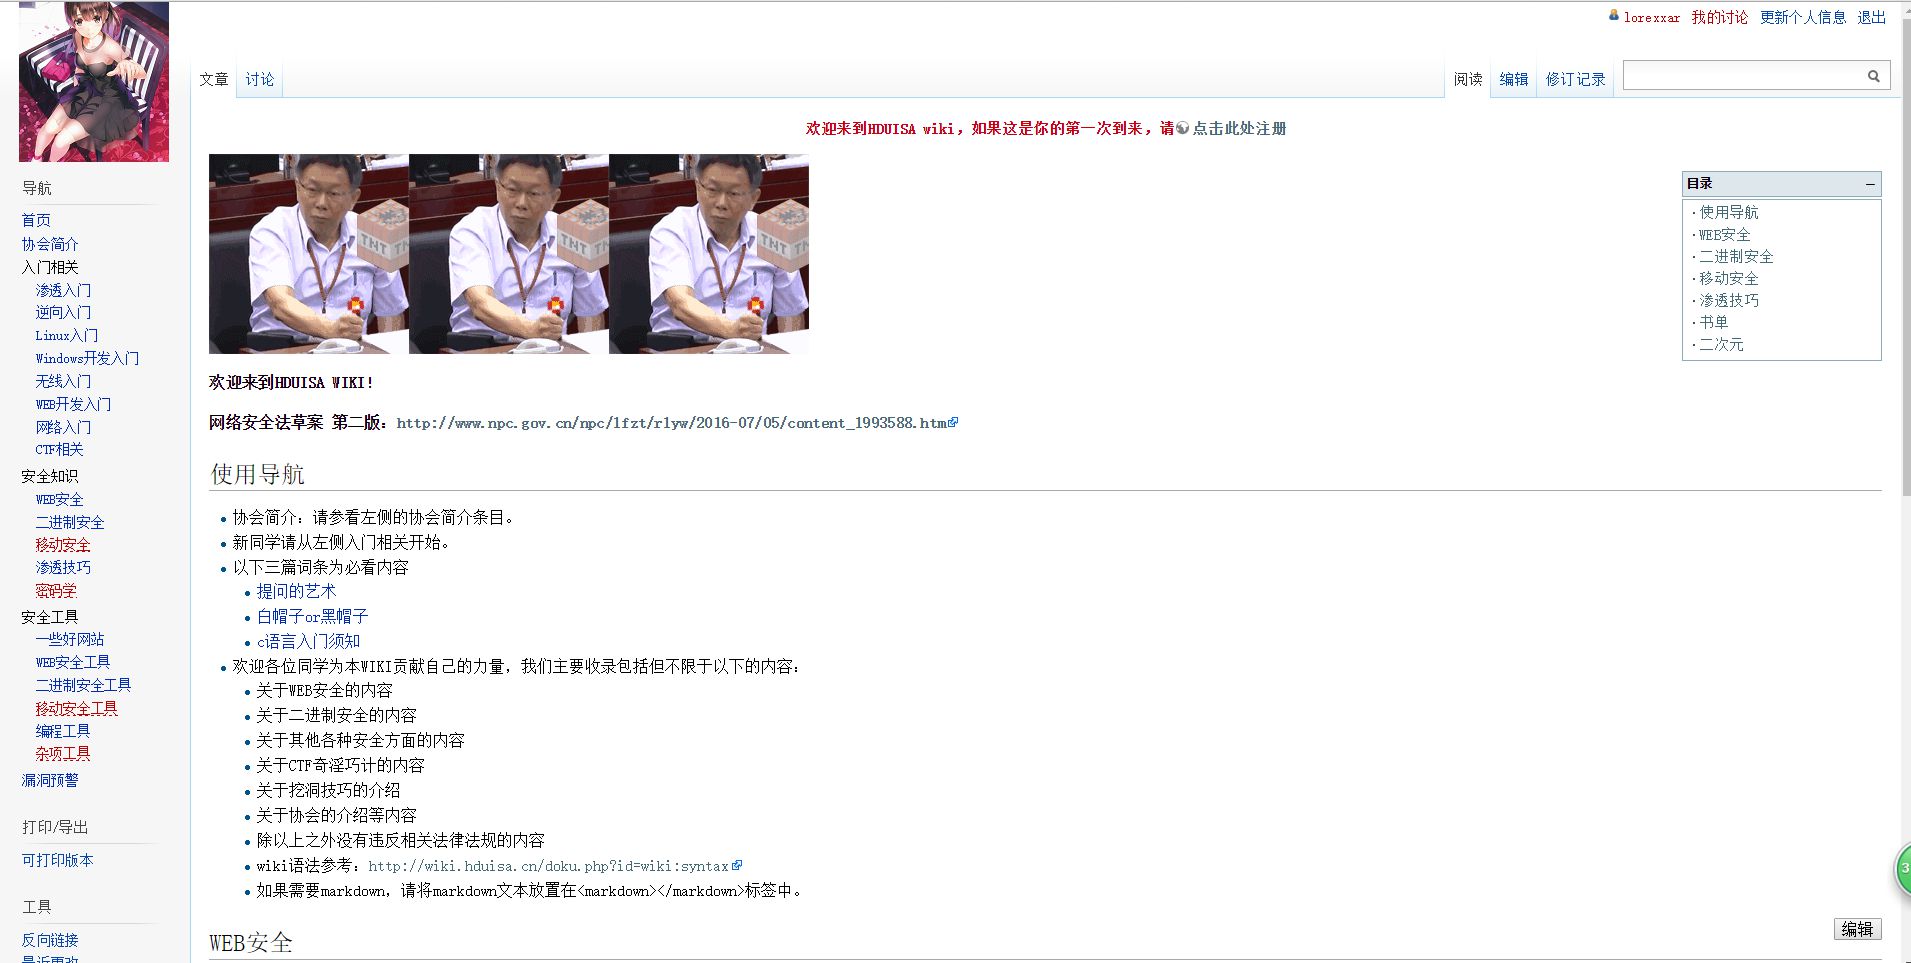 lorexxar 我的讨论 更新个人信息 退出
文章 讨论
阅读 编辑 修订记录
欢迎来到HDUISA wiki，如果这是你的第一次到来，请点击此处注册
导航
首页
协会简介
入门相关
渗透入门
逆向入门
Linux入门
Windows开发入门
无线入门
WEB开发入门
网络入门
CTF相关
安全知识
WEB安全
二进制安全
移动安全
渗透技巧
密码学
安全工具
一些好网站
WEB安全工具
二进制安全工具
移动安全工具
编程工具
杂项工具
漏洞预警
打印/导出
可打印版本
工具
反向链接
最近更改
TNT TN
TNT TN
TNT TN
目录 −
·使用导航
·WEB安全
·二进制安全
·移动安全
·渗透技巧
·书单
·二次元
欢迎来到HDUISA WIKI!
网络安全法草案 第二版：http://www.npc.gov.cn/npc/lfzt/rlyw/2016-07/05/content_1993588.htm
使用导航
协会简介：请参看左侧的协会简介条目。
新同学请从左侧入门相关开始。
以下三篇词条为必看内容
提问的艺术
白帽子or黑帽子
c语言入门须知
欢迎各位同学为本WIKI贡献自己的力量，我们主要收录包括但不限于以下的内容：
关于WEB安全的内容
关于二进制安全的内容
关于其他各种安全方面的内容
关于CTF奇淫巧计的内容
关于挖洞技巧的介绍
关于协会的介绍等内容
除以上之外没有违反相关法律法规的内容
wiki语法参考：http://wiki.hduisa.cn/doku.php?id=wiki:syntax
如果需要markdown，请将markdown文本放置在<markdown></markdown>标签中。
编辑
WEB安全
3